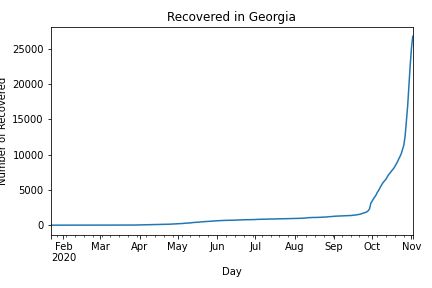 Recovered in Georgia
Number of Recovered
25000
20000
15000
10000
5000
0
Feb Mar Apr May Jun Jul Aug Sep Oct Nov
2020
Day